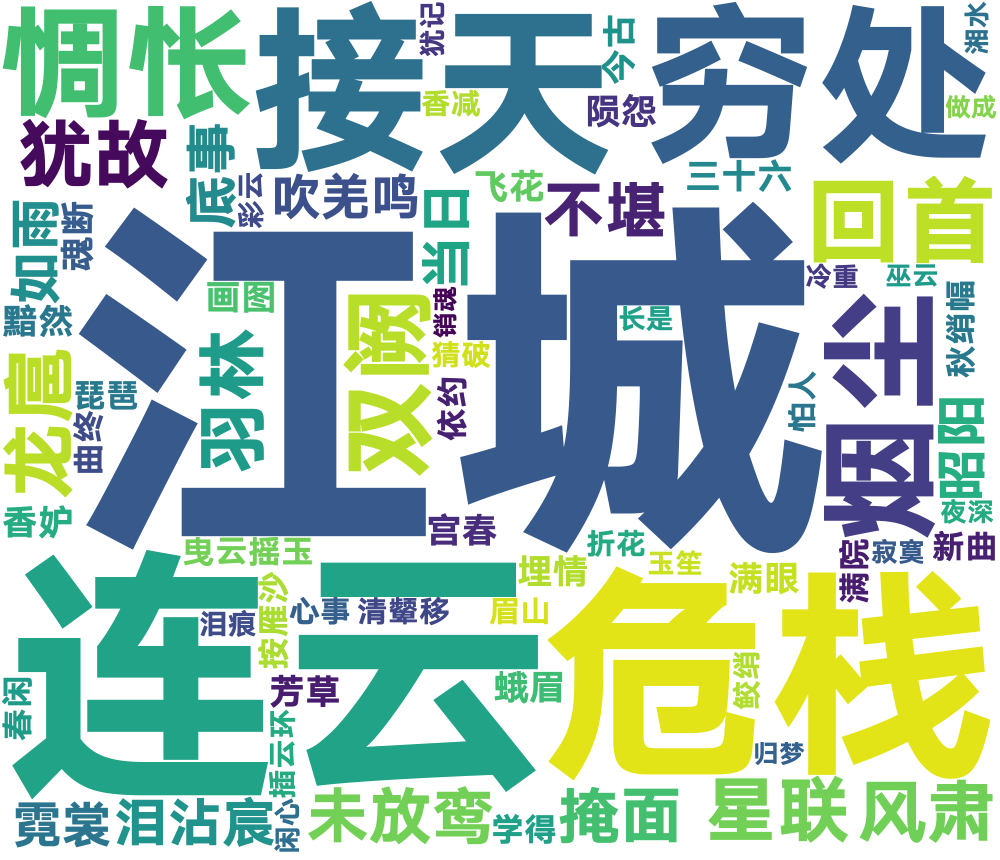 惆怅
接天穷处
犹记
今古
湘水
香减
陨怨
做成
犹故
底事
彩云
吹羌鸣
飞花
当日
不堪
三十六
回首
如雨
魂断
江城
冷重
巫云
黯然
画图
双阙
销魂
长是
烟尘
秋绡幅
羽林
猜破
龙扈
琵琶
依约
怕人
曲终
昭阳
香妒
宫春
夜深
曳云摇玉
折花
满院
寂寞
新曲
连云
危栈
按雁沙
埋情
玉笙
满眼
泪痕
心事
清颦移
眉山
芳草
蛾眉
鲛绡
春闲
插云环
归梦
霓裳
泪沾宸
闲心
未放鸾
学得
掩面
星联
风肃